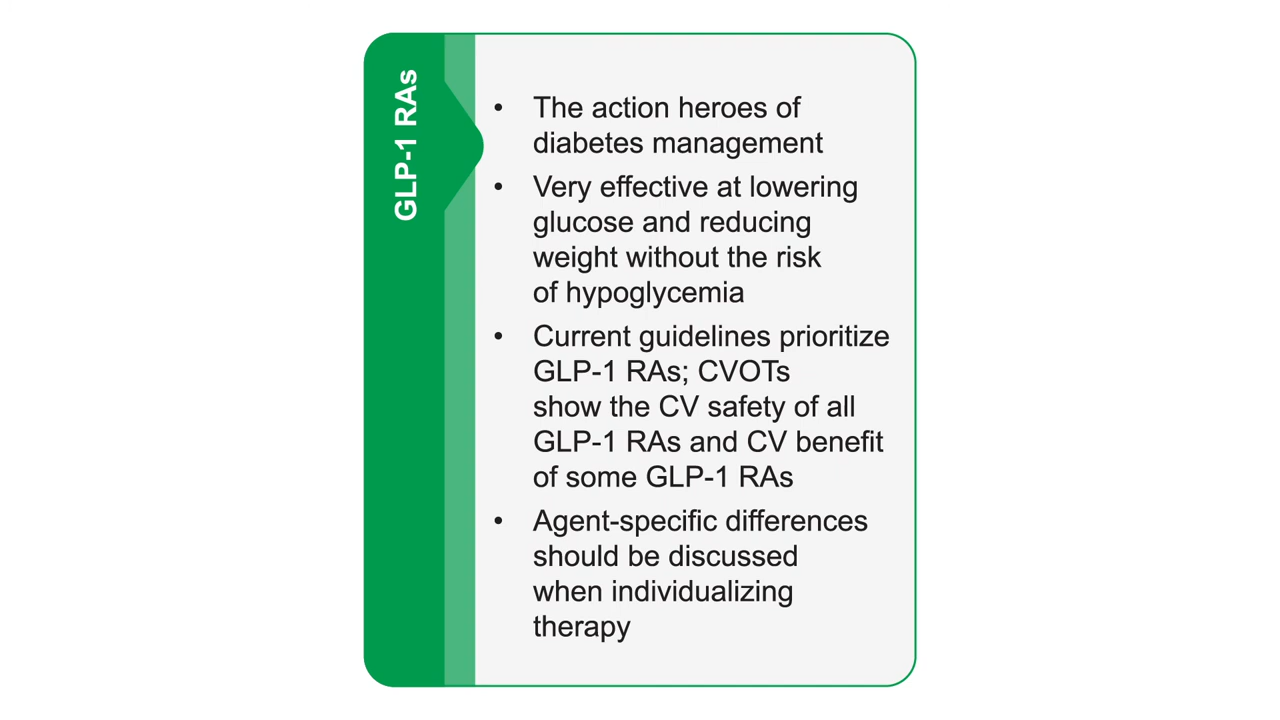 GLP-1 RAs
• The action heroes of
diabetes management
• Very effective at lowering
glucose and reducing
weight without the risk
of hypoglycemia
• Current guidelines prioritize
GLP-1 RAs; CVOTs
show the CV safety of all
GLP-1 RAs and CV benefit
of some GLP-1 RAs
• Agent-specific differences
should be discussed
when individualizing
therapy